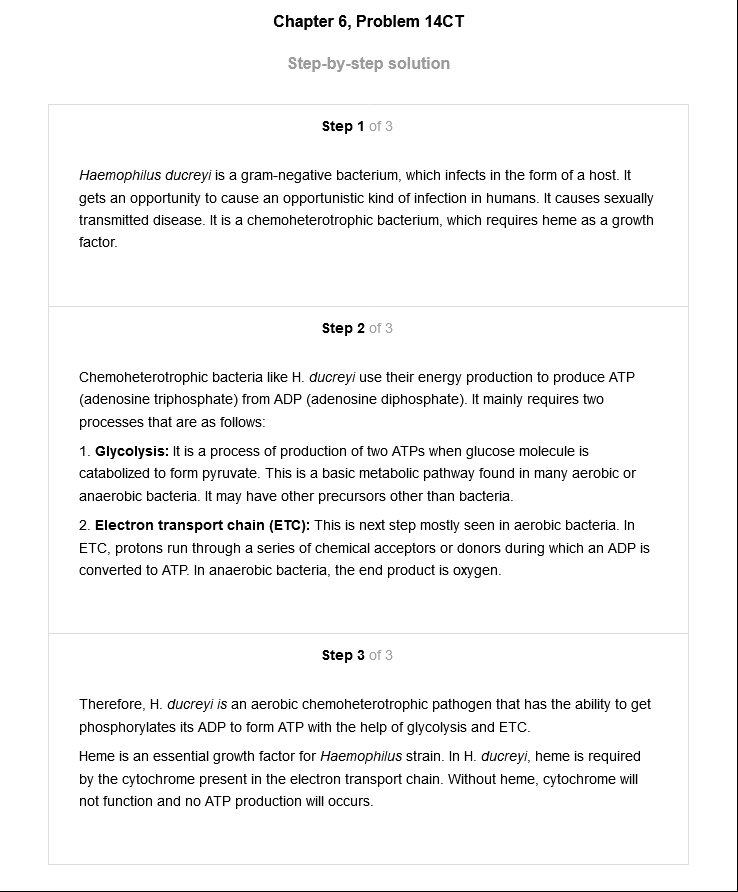 Chapter 6, Problem 14CT
Step-by-step solution
Step 1 of 3
Haemophilus ducreyi is a gram-negative bacterium, which infects in the form of a host. It
gets an opportunity to cause an opportunistic kind of infection in humans. It causes sexually
transmitted disease. It is a chemoheterotrophic bacterium, which requires heme as a growth
factor.
Step 2 of 3
Chemoheterotrophic bacteria like H. ducreyi use their energy production to produce ATP
(adenosine triphosphate) from ADP (adenosine diphosphate). It mainly requires two
processes that are as follows:
1. Glycolysis: It is a process of production of two ATPs when glucose molecule is
catabolized to form pyruvate. This is a basic metabolic pathway found in many aerobic or
anaerobic bacteria. It may have other precursors other than bacteria.
2. Electron transport chain (ETC): This is next step mostly seen in aerobic bacteria. In
ETC, protons run through a series of chemical acceptors or donors during which an ADP is
converted to ATP. In anaerobic bacteria, the end product is oxygen.
Step 3 of 3
Therefore, H. ducreyi is an aerobic chemoheterotrophic pathogen that has the ability to get
phosphorylates its ADP to form ATP with the help of glycolysis and ETC.
Heme is an essential growth factor for Haemophilus strain. In H. ducreyi, heme is required
by the cytochrome present in the electron transport chain. Without heme, cytochrome will
not function and no ATP production will occurs.